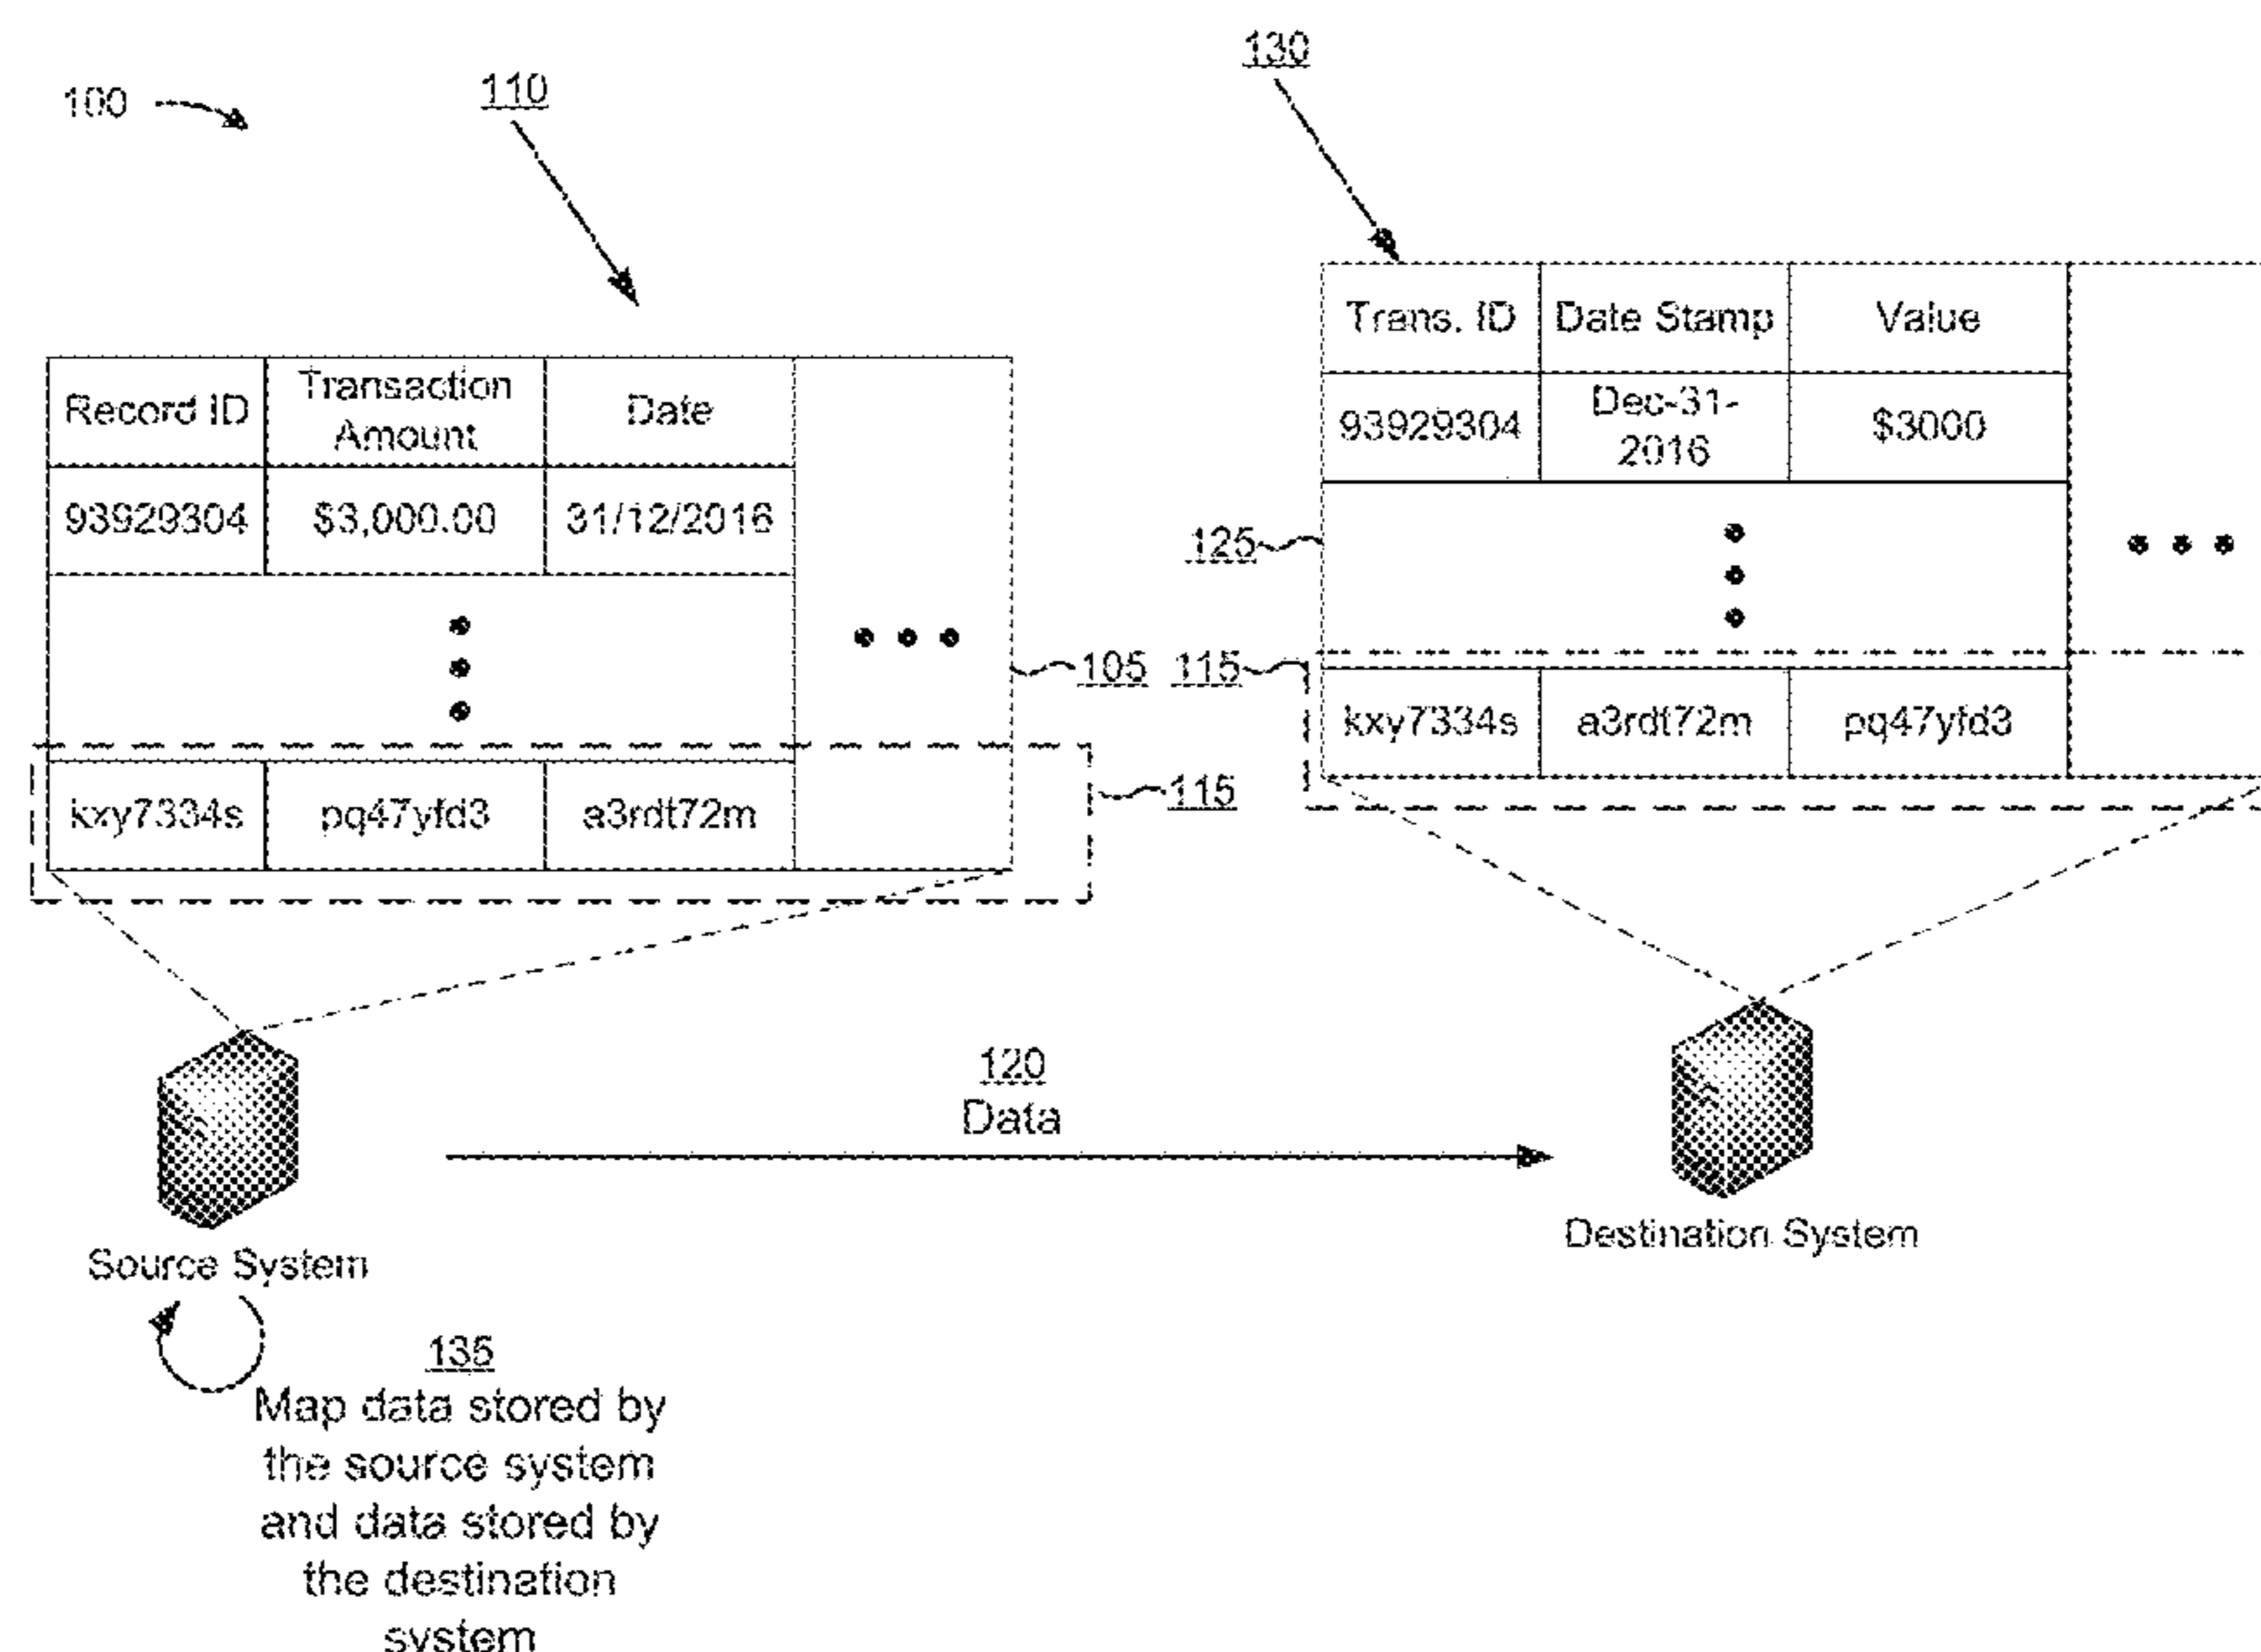 100
110
130
Record ID
Transaction
Amount
Date
93929304
$3,000.00
31/12/2016
kxy7334s
pq47yfd3
a3rdt72m
105
115
Trans. ID
Date Stamp
Value
93929304
Dec-31-
2016
$3000
125
115
kxy7334s
a3rdt72m
pq47yfd3
120
Data
Source System
Destination System
135
Map data stored by
the source system
and data stored by
the destination
system